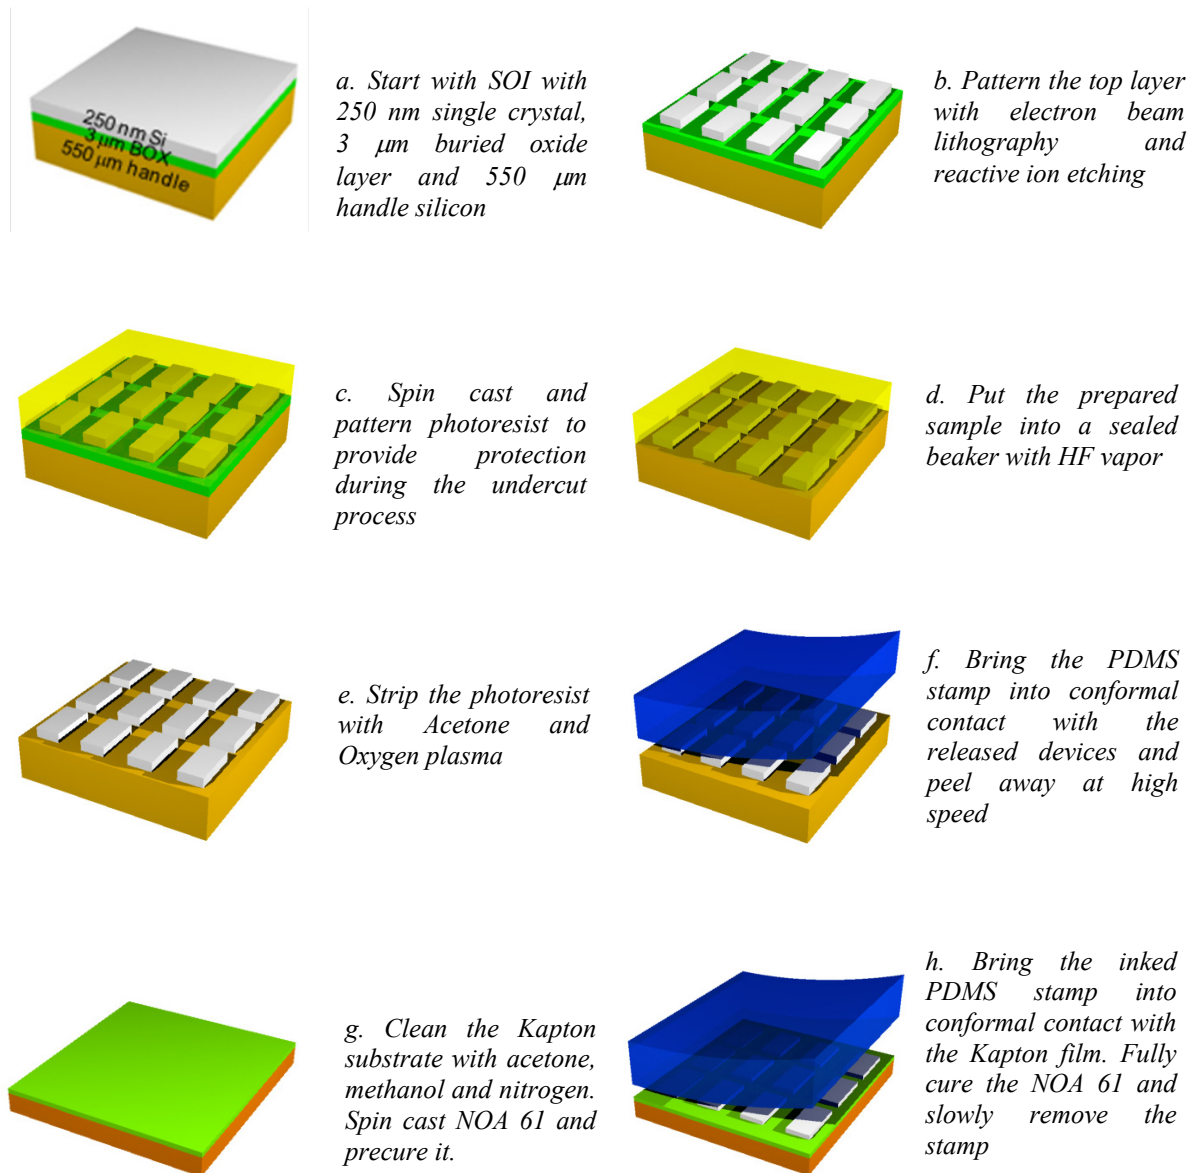 250 nm Si
3 μm BOX
550 μm handle
a. Start with SOI with
250 nm single crystal,
3 μm buried oxide
layer and 550 μm
handle silicon
b. Pattern the top layer
with electron beam
lithography and
reactive ion etching
c. Spin cast and
pattern photoresist to
provide protection
during the undercut
process
d. Put the prepared
sample into a sealed
beaker with HF vapor
e. Strip the photoresist
with Acetone and
Oxygen plasma
f. Bring the PDMS
stamp into conformal
contact with the
released devices and
peel away at high
speed
g. Clean the Kapton
substrate with acetone,
methanol and nitrogen.
Spin cast NOA 61 and
precure it.
h. Bring the inked
PDMS stamp into
conformal contact with
the Kapton film. Fully
cure the NOA 61 and
slowly remove the
stamp